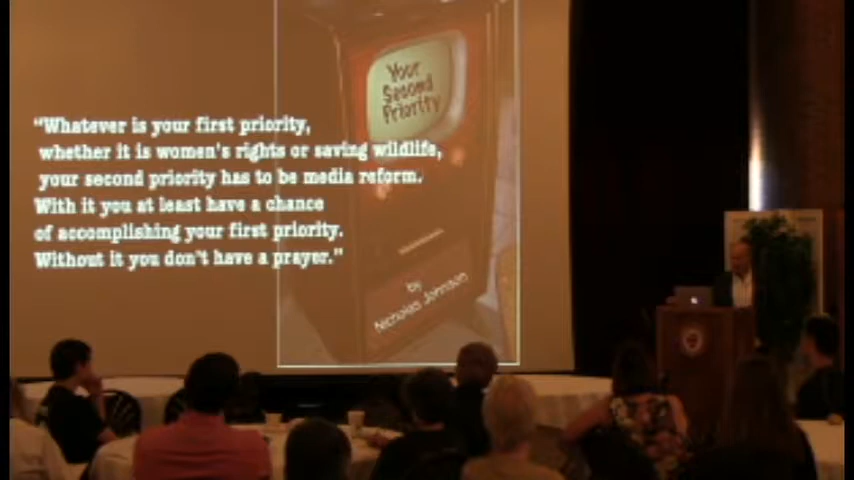 "Whatever is your first priority,
whether it is women's rights or saving wildlife,
your second priority has to be media reform.
With it you at least have a chance
of accomplishing your first priority.
Without it you don't have a prayer."
Your
Second
Priority
by
Nicholas Johnson